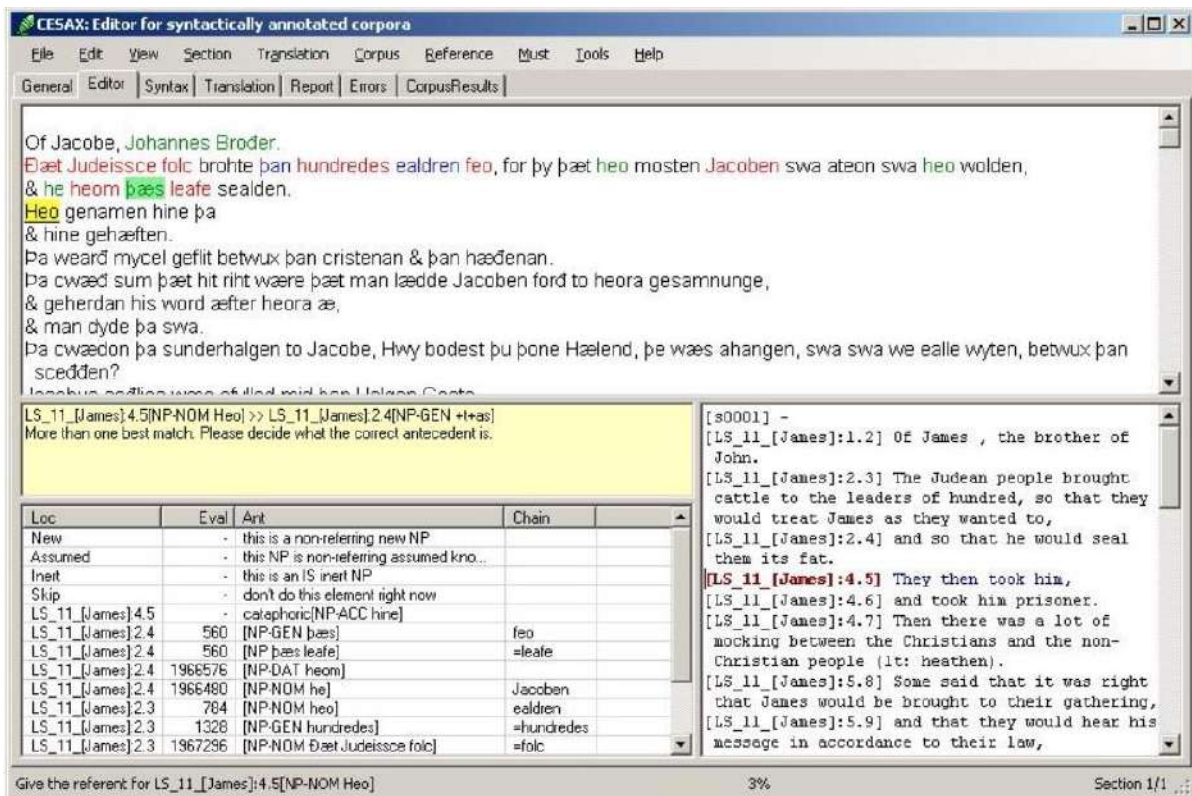 CESAX: Editor for syntactically annotated corpora
File Edit View Section Translation Corpus Reference Must Tools Help
General Editor Syntax Translation Report Errors CorpusResults
Of Jacobe, Johannes Broðer.
Ðæt Judeissce folc brohte þan hundredes ealdren feo, for þy þæt heo mosten Jacoben swa ateon swa heo wolden,
& he heom þæs leafe sealden.
Heo genamen hine þa
& hine gehæften.
Þa wearð mycel geflit betwux þan cristenan & þan hæðenan.
Þa cwæð sum þæt hit riht wære þæt man lædde Jacoben forð to heora gesamnunge,
& geherdan his word æfter heora æ,
& man dyde þa swa.
Þa cwædon þa sunderhalgen to Jacobe, Hwy bodest þu þone Hælend, þe wæs ahangen, swa swa we ealle wyten, betwux þan
sceððen?
LS_11_[James]:4.5[NP-NOM Heo] >> LS_11_[James]:2.4[NP-GEN +t+as]
More than one best match. Please decide what the correct antecedent is.
Loc Eval Ant Chain
New - this is a non-referring new NP
Assumed - this NP is non-referring assumed kno...
Inert - this is an IS inert NP
Skip - don't do this element right now
LS_11_[James]:4.5 - cataphoric[NP-ACC hine]
LS_11_[James]:2.4 560 [NP-GEN þæs] feo
LS_11_[James]:2.4 560 [NP þæs leafe] =leafe
LS_11_[James]:2.4 1966576 [NP-DAT heom]
LS_11_[James]:2.4 1966480 [NP-NOM he] Jacoben
LS_11_[James]:2.3 784 [NP-NOM heo] ealdren
LS_11_[James]:2.3 1328 [NP-GEN hundredes] =hundredes
LS_11_[James]:2.3 1967296 [NP-NOM Ðæt Judeissce folc] =folc
[s0001] -
[LS_11_[James]:1.2] Of James , the brother of
John.
[LS_11_[James]:2.3] The Judean people brought
cattle to the leaders of hundred, so that they
would treat James as they wanted to,
[LS_11_[James]:2.4] and so that he would seal
them its fat.
[LS_11_[James]:4.5] They then took him,
[LS_11_[James]:4.6] and took him prisoner.
[LS_11_[James]:4.7] Then there was a lot of
mocking between the Christians and the non-
Christian people (lt: heathen).
[LS_11_[James]:5.8] Some said that it was right
that James would be brought to their gathering,
[LS_11_[James]:5.9] and that they would hear his
message in accordance to their law,
Give the referent for LS_11_[James]:4.5[NP-NOM Heo] 3% Section 1/1